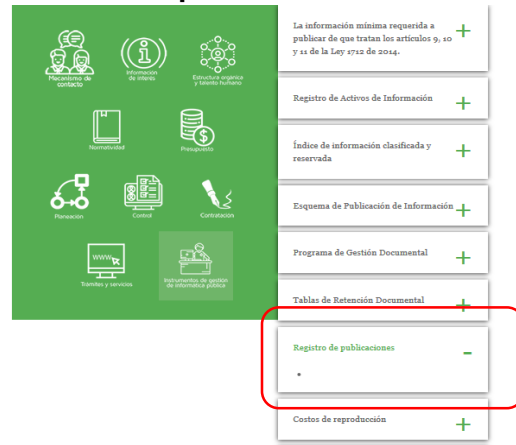 Mecanismo de
contacto
Información
de interés
Estructura orgánica
y talento humano
Normatividad
Presupuesto
Planeación
Control
Contratación
www
Trámites y servicios
Instrumentos de gestión
de informática pública
La información mínima requerida a
publicar de que tratan los artículos 9, 10
y 11 de la Ley 1712 de 2014.
+
Registro de Activos de Información
+
Índice de información clasificada y
reservada
+
Esquema de Publicación de Información
+
Programa de Gestión Documental
+
Tablas de Retención Documental
+
Registro de publicaciones
-
•
Costos de reproducción
+